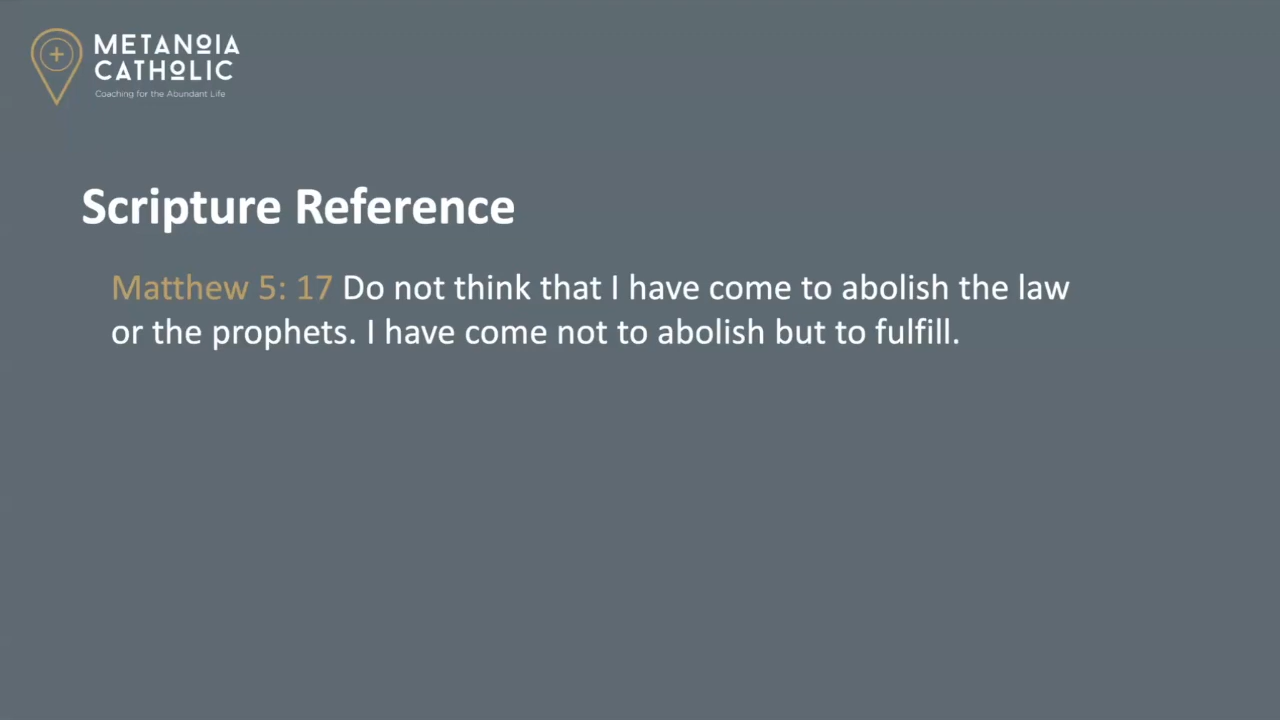 METANOIA
CATHOLIC
Coaching for the Abundant Life
Scripture Reference
Matthew 5: 17 Do not think that I have come to abolish the law
or the prophets. I have come not to abolish but to fulfill.